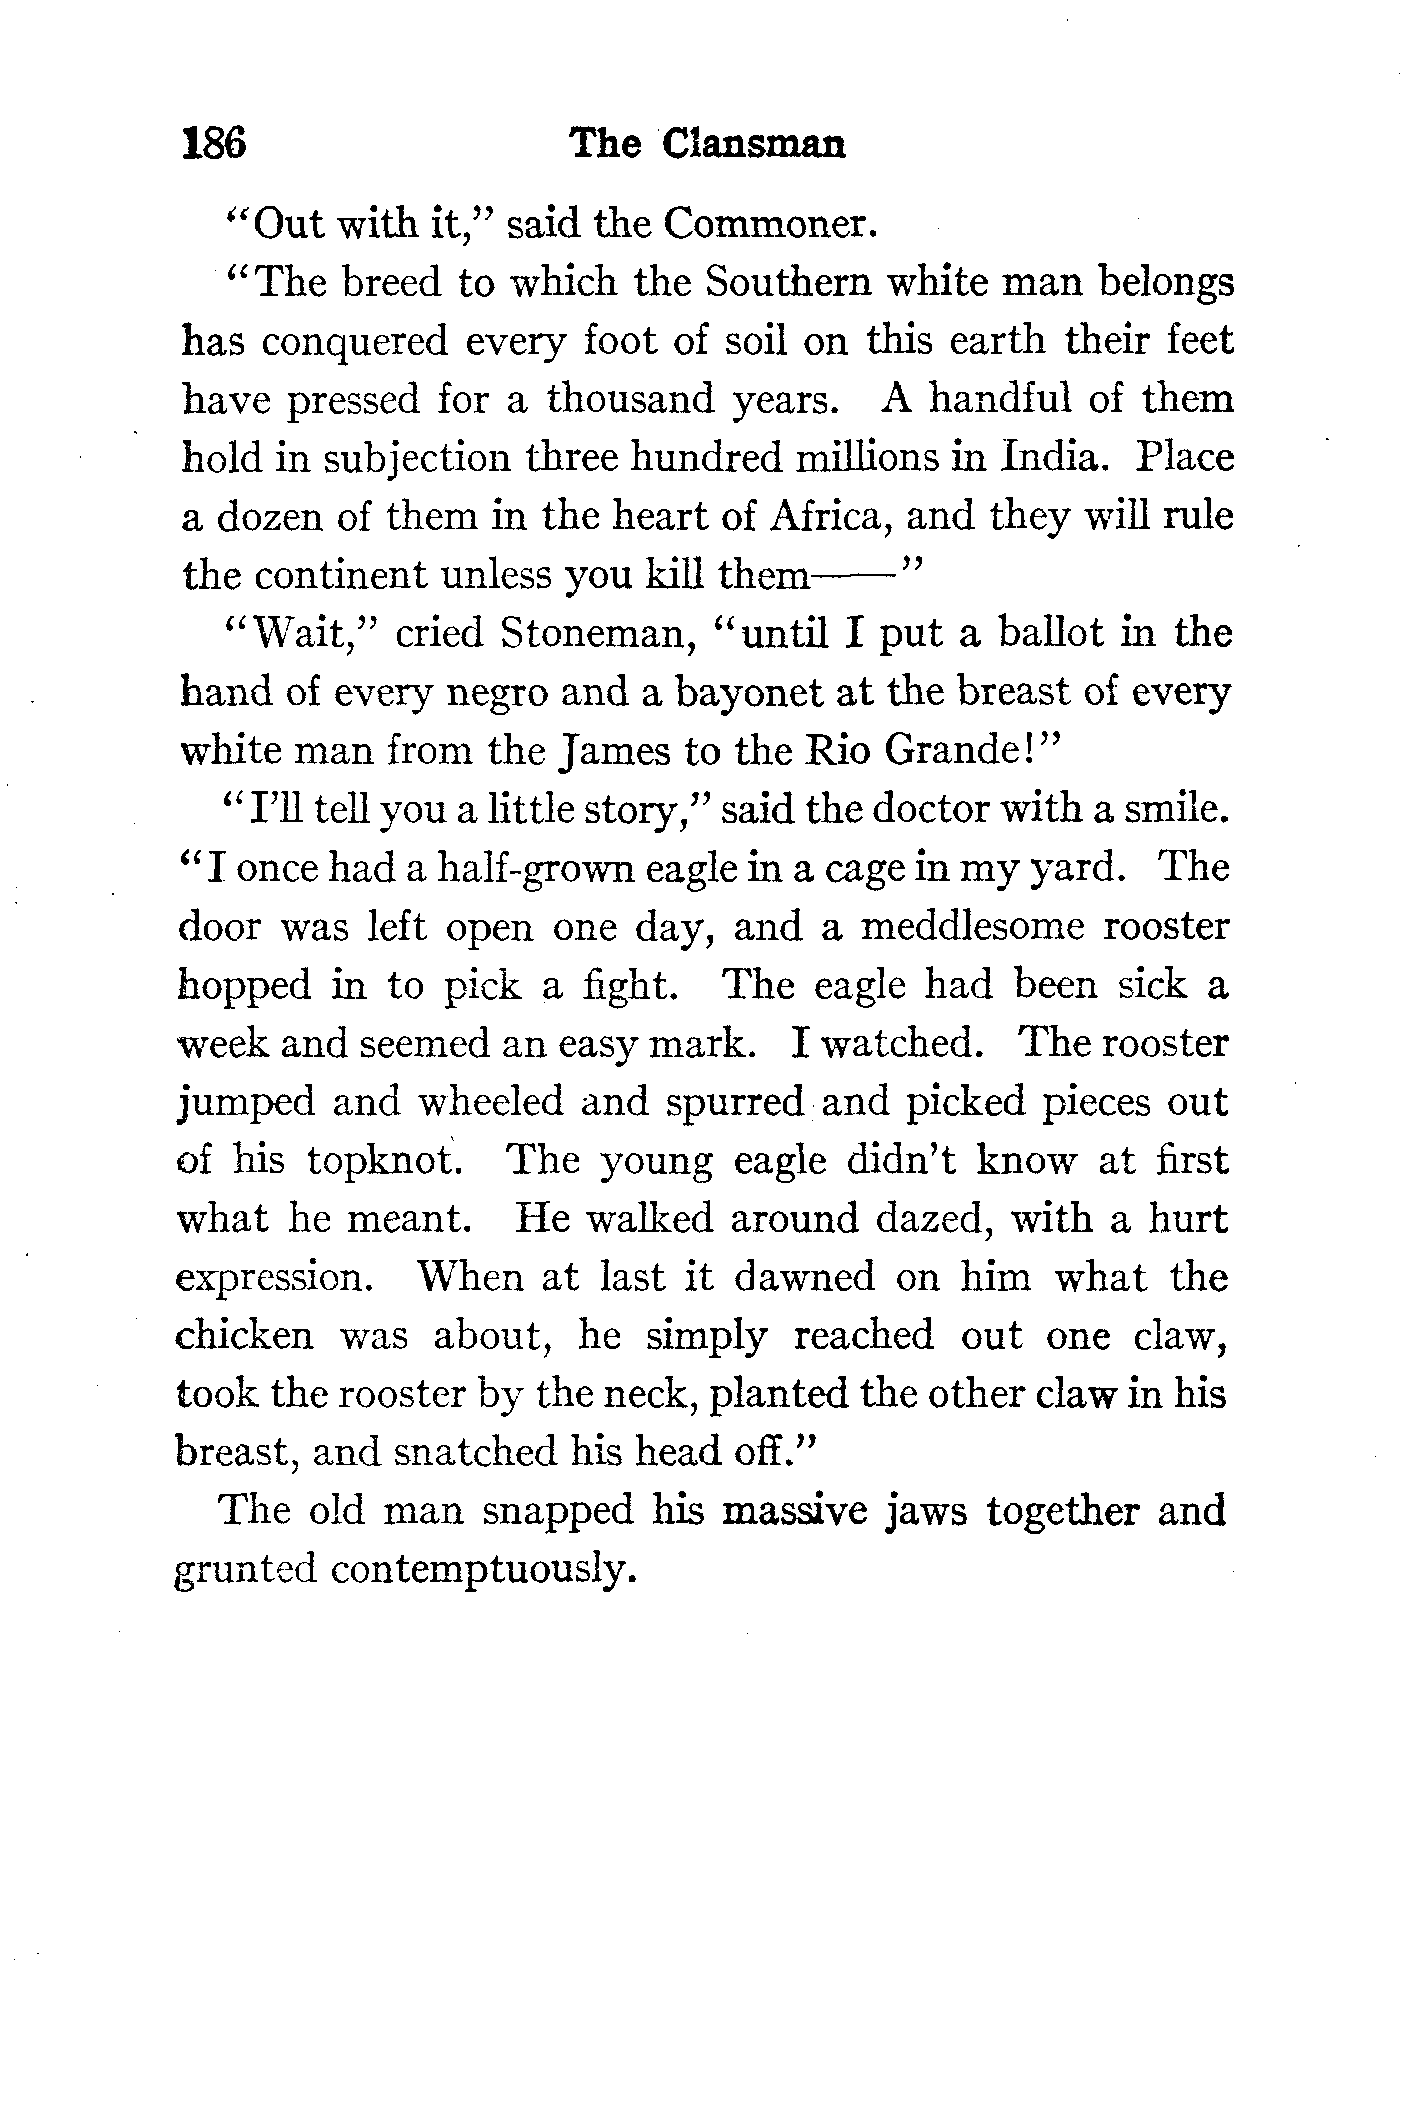 186 The Clansman
"Out with it," said the Commoner.
"The breed to which the Southern white man belongs
has conquered every foot of soil on this earth their feet
have pressed for a thousand years. A handful of them
hold in subjection three hundred millions in India. Place
a dozen of them in the heart of Africa, and they will rule
the continent unless you kill them——"
"Wait," cried Stoneman, "until I put a ballot in the
hand of every negro and a bayonet at the breast of every
white man from the James to the Rio Grande!"
"I'll tell you a little story," said the doctor with a smile.
"I once had a half-grown eagle in a cage in my yard. The
door was left open one day, and a meddlesome rooster
hopped in to pick a fight. The eagle had been sick a
week and seemed an easy mark. I watched. The rooster
jumped and wheeled and spurred and picked pieces out
of his topknot. The young eagle didn't know at first
what he meant. He walked around dazed, with a hurt
expression. When at last it dawned on him what the
chicken was about, he simply reached out one claw,
took the rooster by the neck, planted the other claw in his
breast, and snatched his head off."
The old man snapped his massive jaws together and
grunted contemptuously.